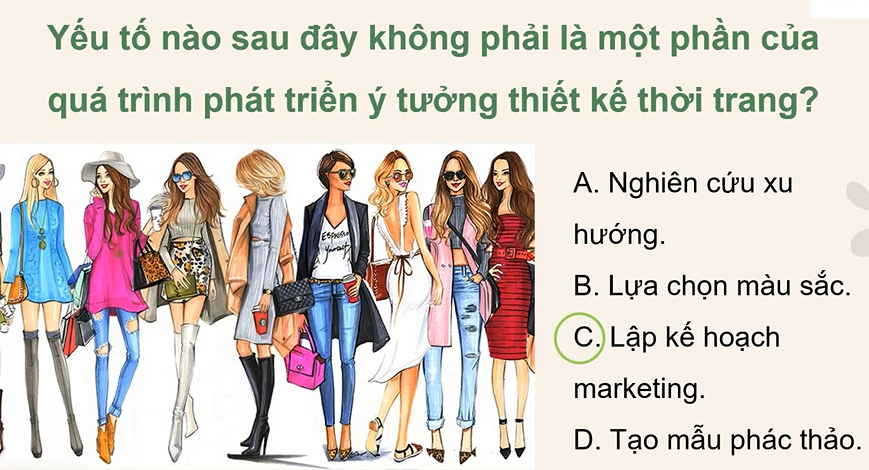 Yếu tố nào sau đây không phải là một phần của
quá trình phát triển ý tưởng thiết kế thời trang?
A. Nghiên cứu xu
hướng.
B. Lựa chọn màu sắc.
C. Lập kế hoạch
marketing.
D. Tạo mẫu phác thảo.